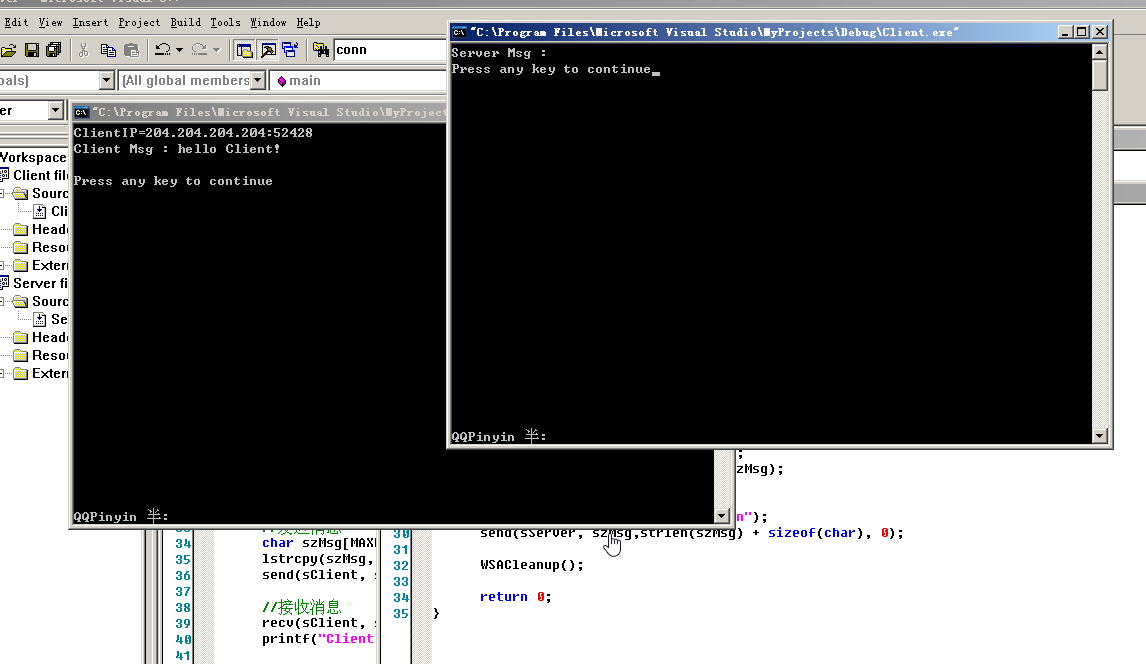 Edit View Insert Project Build Tools Window Help
conn
[All global members
main
"C:\Program Files\Microsoft Visual Studio\MyProjects\Debug\Client.exe"
Server Msg :
Press any key to continue
QQPinyin 半:
"C:\Program Files\Microsoft Visual Studio\MyProject
ClientIP=204.204.204.204:52428
Client Msg : hello Client!
Press any key to continue
QQPinyin 半:
Workspace
Client file
Sourc
Cli
Heade
Resou
Extern
Server fi
Sourc
Se
Heade
Resou
Extern
34 char szMsg[MAX
35 lstrcpy(szMsg,
36 send(sClient,
37
38 //接收消息
39 recv(sClient,
40 printf("Client
41
;
zMsg);
n");
30 send(sServer, szMsg,strlen(szMsg) + sizeof(char), 0);
31
32 WSACleanup();
33
34 return 0;
35 }